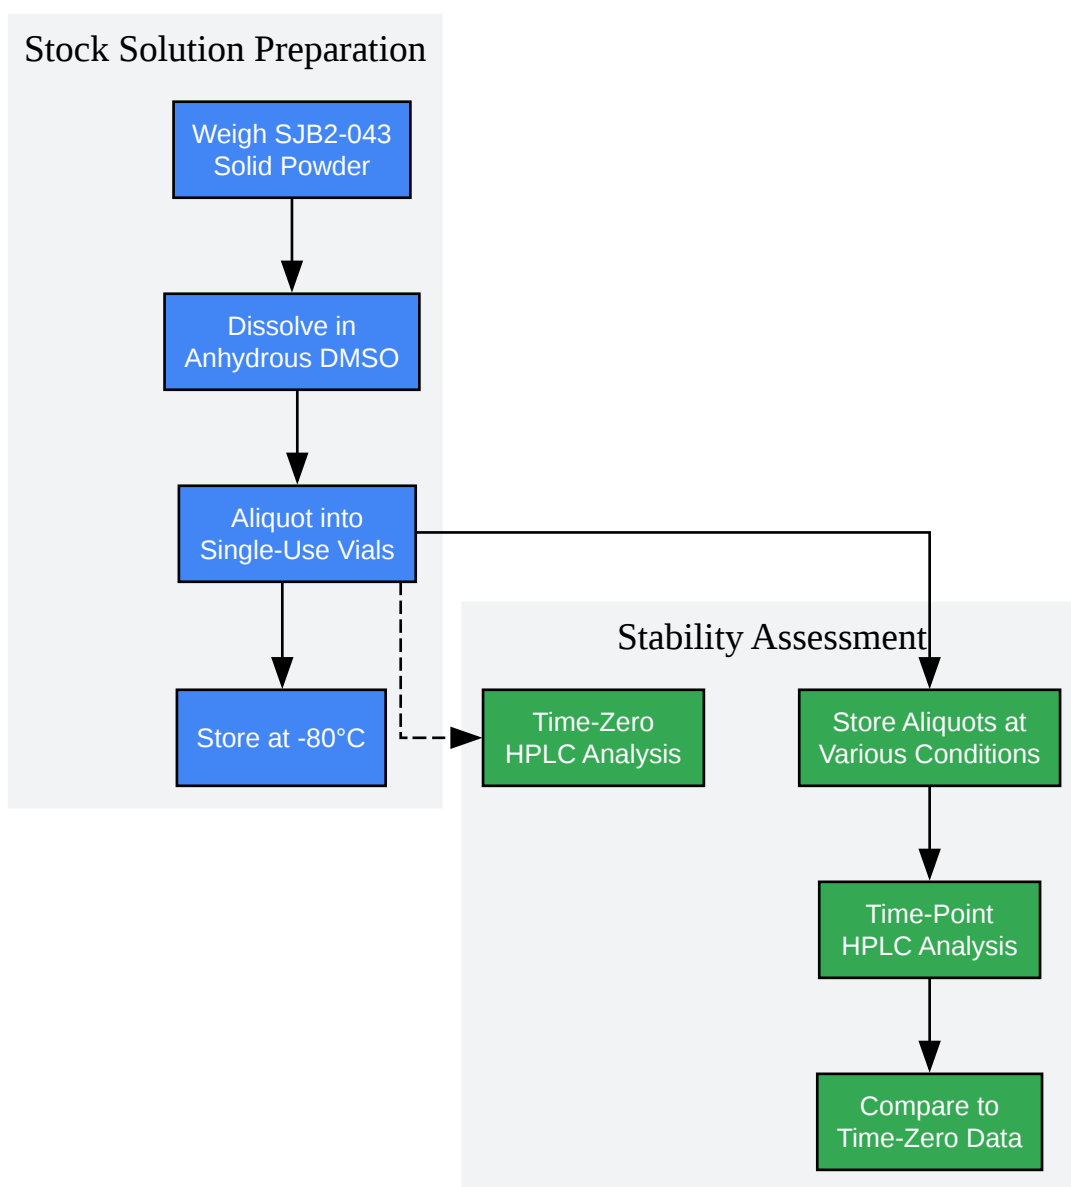 Stock Solution Preparation
Weigh SJB2-043
Solid Powder
Dissolve in
Anhydrous DMSO
Aliquot into
Single-Use Vials
Store at -80°C
Stability Assessment
Time-Zero
HPLC Analysis
Store Aliquots at
Various Conditions
Time-Point
HPLC Analysis
Compare to
Time-Zero Data